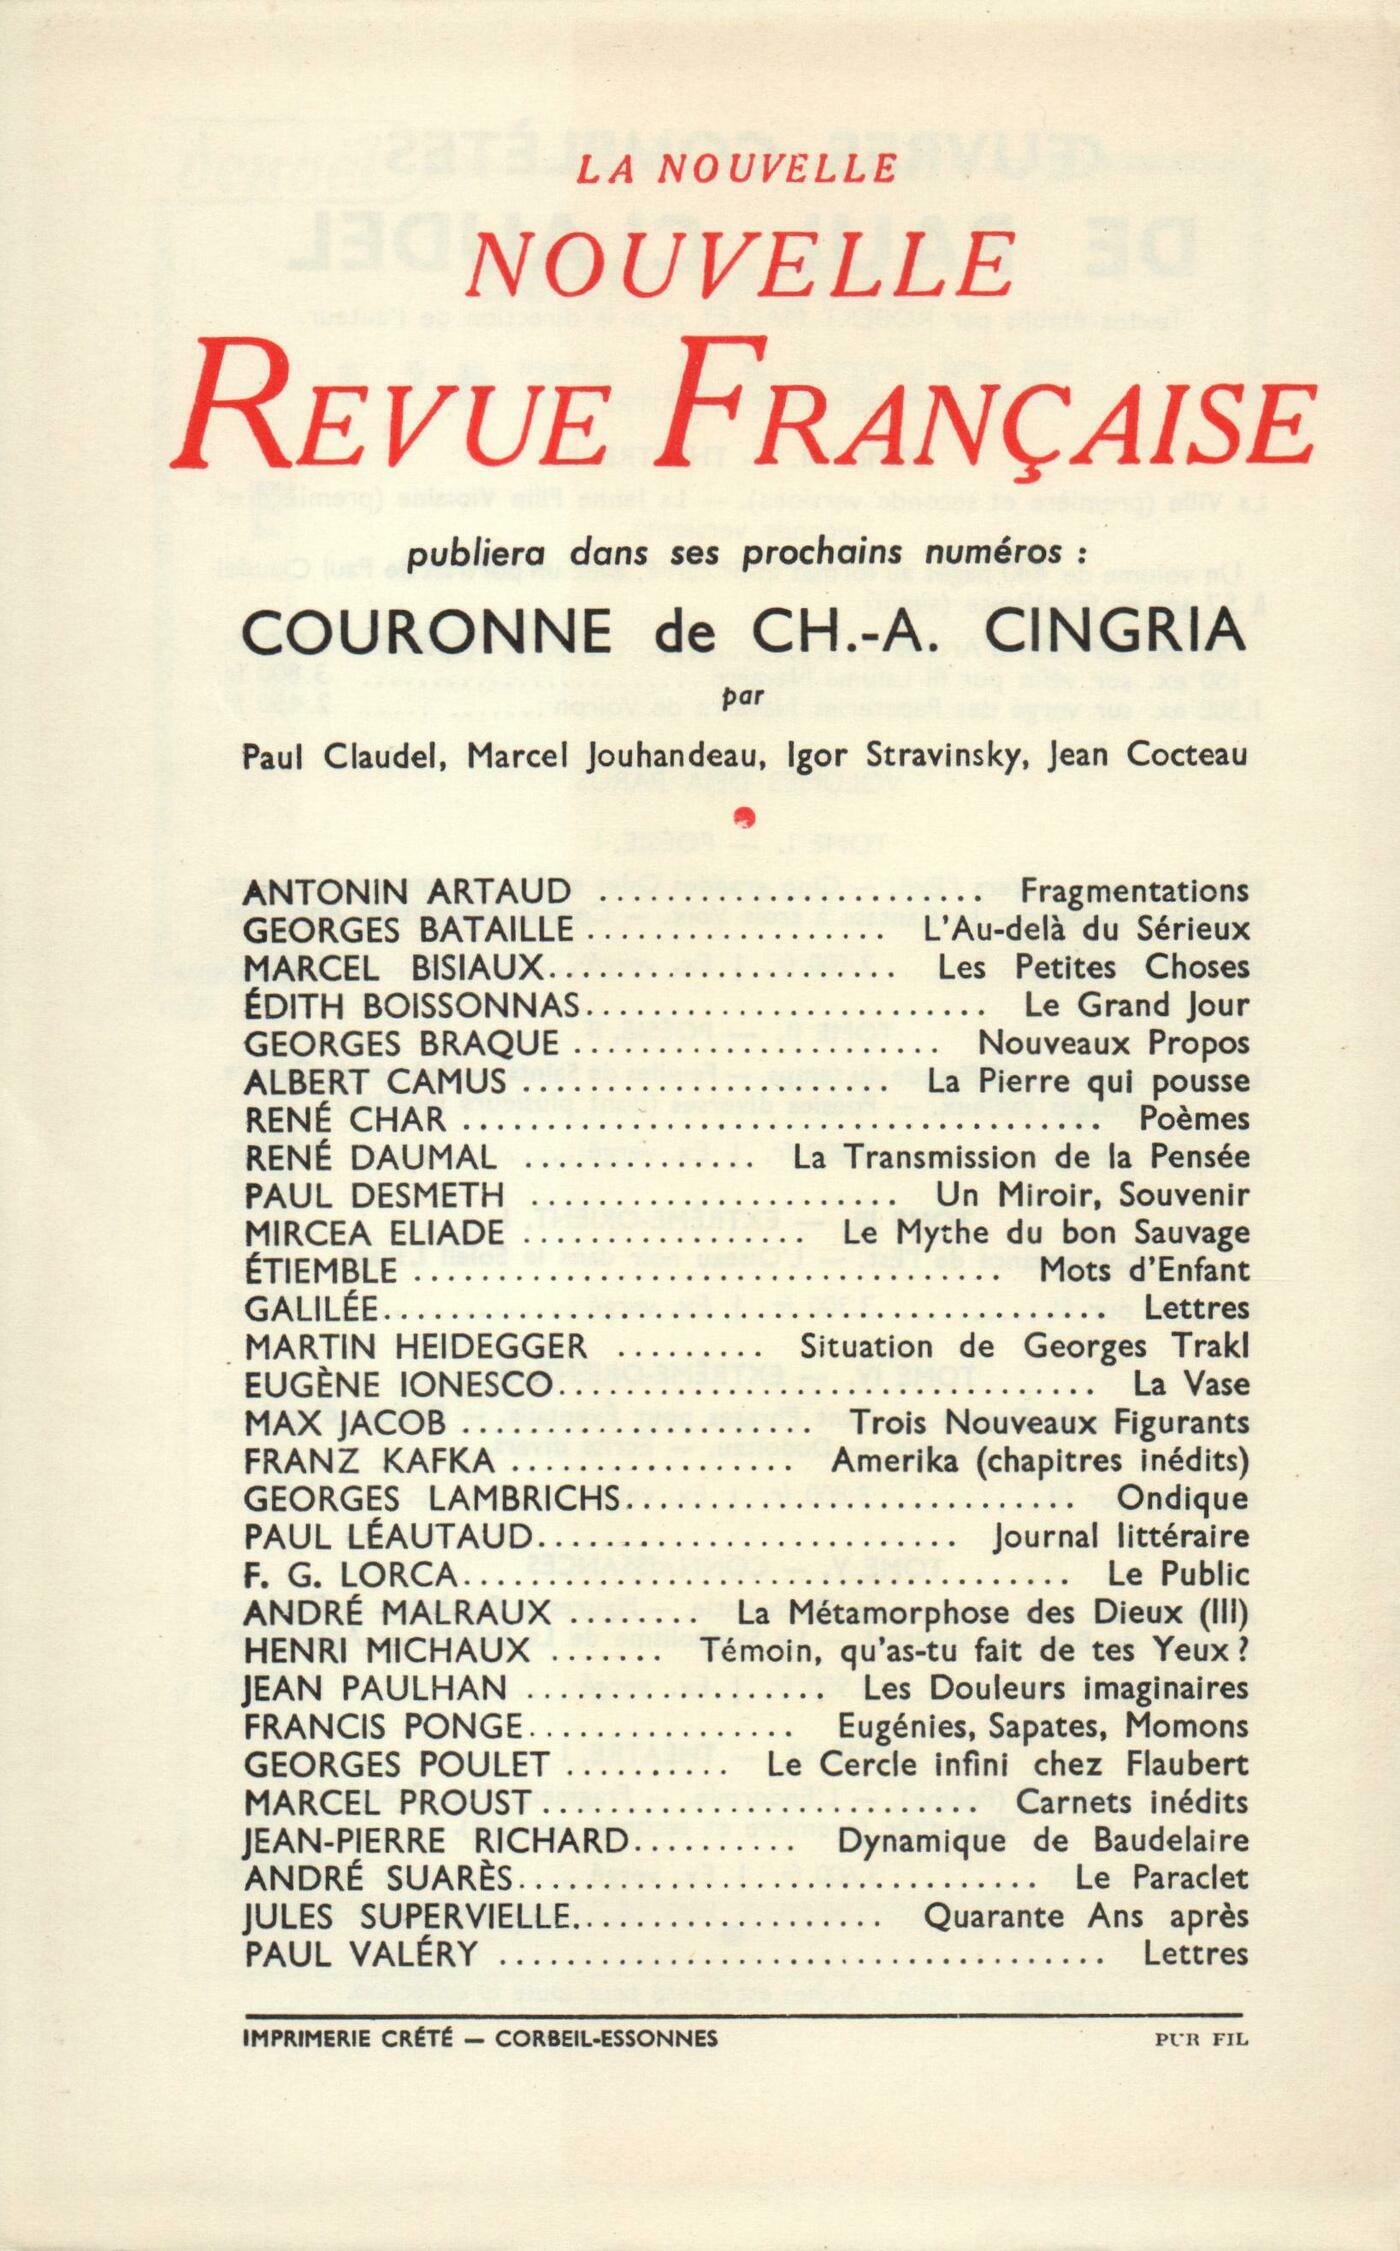 LA NOUVELLE
NOUVELLE
REVUE FRANÇAISE
publiera dans ses prochains numéros :
COURONNE de CH.-A. CINGRIA
par
Paul Claudel, Marcel Jouhandeau, Igor Stravinsky, Jean Cocteau
ANTONIN ARTAUD ........................ Fragmentations
GEORGES BATAILLE ................... L'Au-delà du Sérieux
MARCEL BISIAUX...................... Les Petites Choses
ÉDITH BOISSONNAS......................... Le Grand Jour
GEORGES BRAQUE ....................... Nouveaux Propos
ALBERT CAMUS ....................... La Pierre qui pousse
RENÉ CHAR ........................................ Poèmes
RENÉ DAUMAL ............... La Transmission de la Pensée
PAUL DESMETH ....................... Un Miroir, Souvenir
MIRCEA ELIADE .................. Le Mythe du bon Sauvage
ÉTIEMBLE ..................................... Mots d'Enfant
GALILÉE............................................. Lettres
MARTIN HEIDEGGER ......... Situation de Georges Trakl
EUGÈNE IONESCO.................................. La Vase
MAX JACOB ...................... Trois Nouveaux Figurants
FRANZ KAFKA .................. Amerika (chapitres inédits)
GEORGES LAMBRICHS............................ Ondique
PAUL LÉAUTAUD.......................... Journal littéraire
F. G. LORCA...................................... Le Public
ANDRÉ MALRAUX ........ La Métamorphose des Dieux (III)
HENRI MICHAUX ....... Témoin, qu'as-tu fait de tes Yeux ?
JEAN PAULHAN ................... Les Douleurs imaginaires
FRANCIS PONGE................. Eugénies, Sapates, Momons
GEORGES POULET .......... Le Cercle infini chez Flaubert
MARCEL PROUST ........................... Carnets inédits
JEAN-PIERRE RICHARD.......... Dynamique de Baudelaire
ANDRÉ SUARÈS................................ Le Paraclet
JULES SUPERVIELLE.................... Quarante Ans après
PAUL VALÉRY ...................................... Lettres
IMPRIMERIE CRÉTÉ — CORBEIL-ESSONNES
PUR FIL